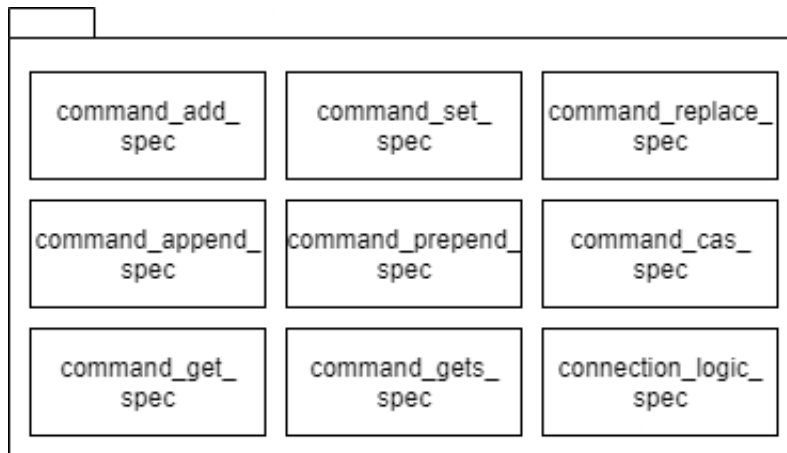 command_add_
spec
command_set_
spec
command_replace_
spec
command_append_
spec
command_prepend_
spec
command_cas_
spec
command_get_
spec
command_gets_
spec
connection_logic_
spec